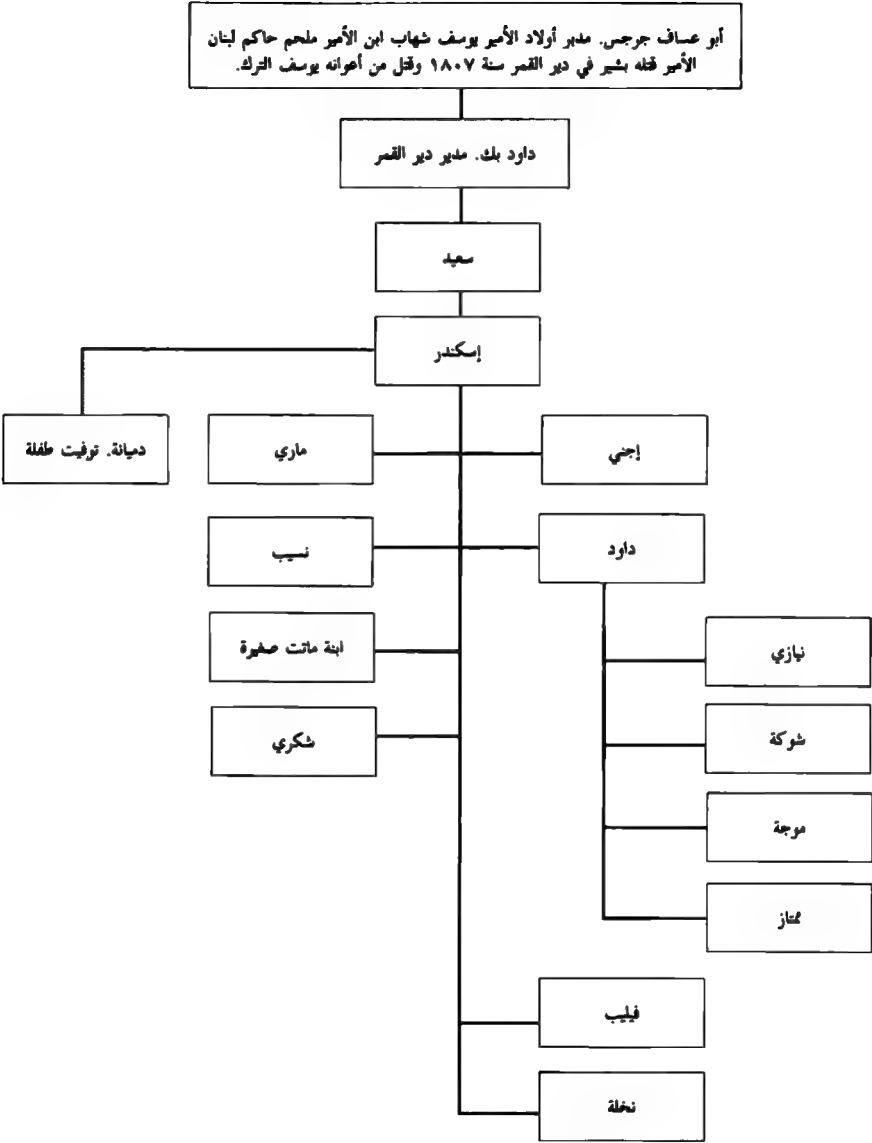 أبو عساف جرجس. مدبر أولاد الأمير يوسف شهاب ابن الأمير ملحم حاكم لبنان
الأمير قتله بشير في دير القمر سنة ١٨٠٧ وقتل من أعوانه يوسف الترك.
داود بك. مدير دير القمر
سعيد
إسكندر
إجني
ماري
دميانة. توفيت طفلة
داود
نسيب
نيازي
ابنة ماتت صغيرة
شوكة
شكري
موجة
ممتاز
فيليب
نخلة